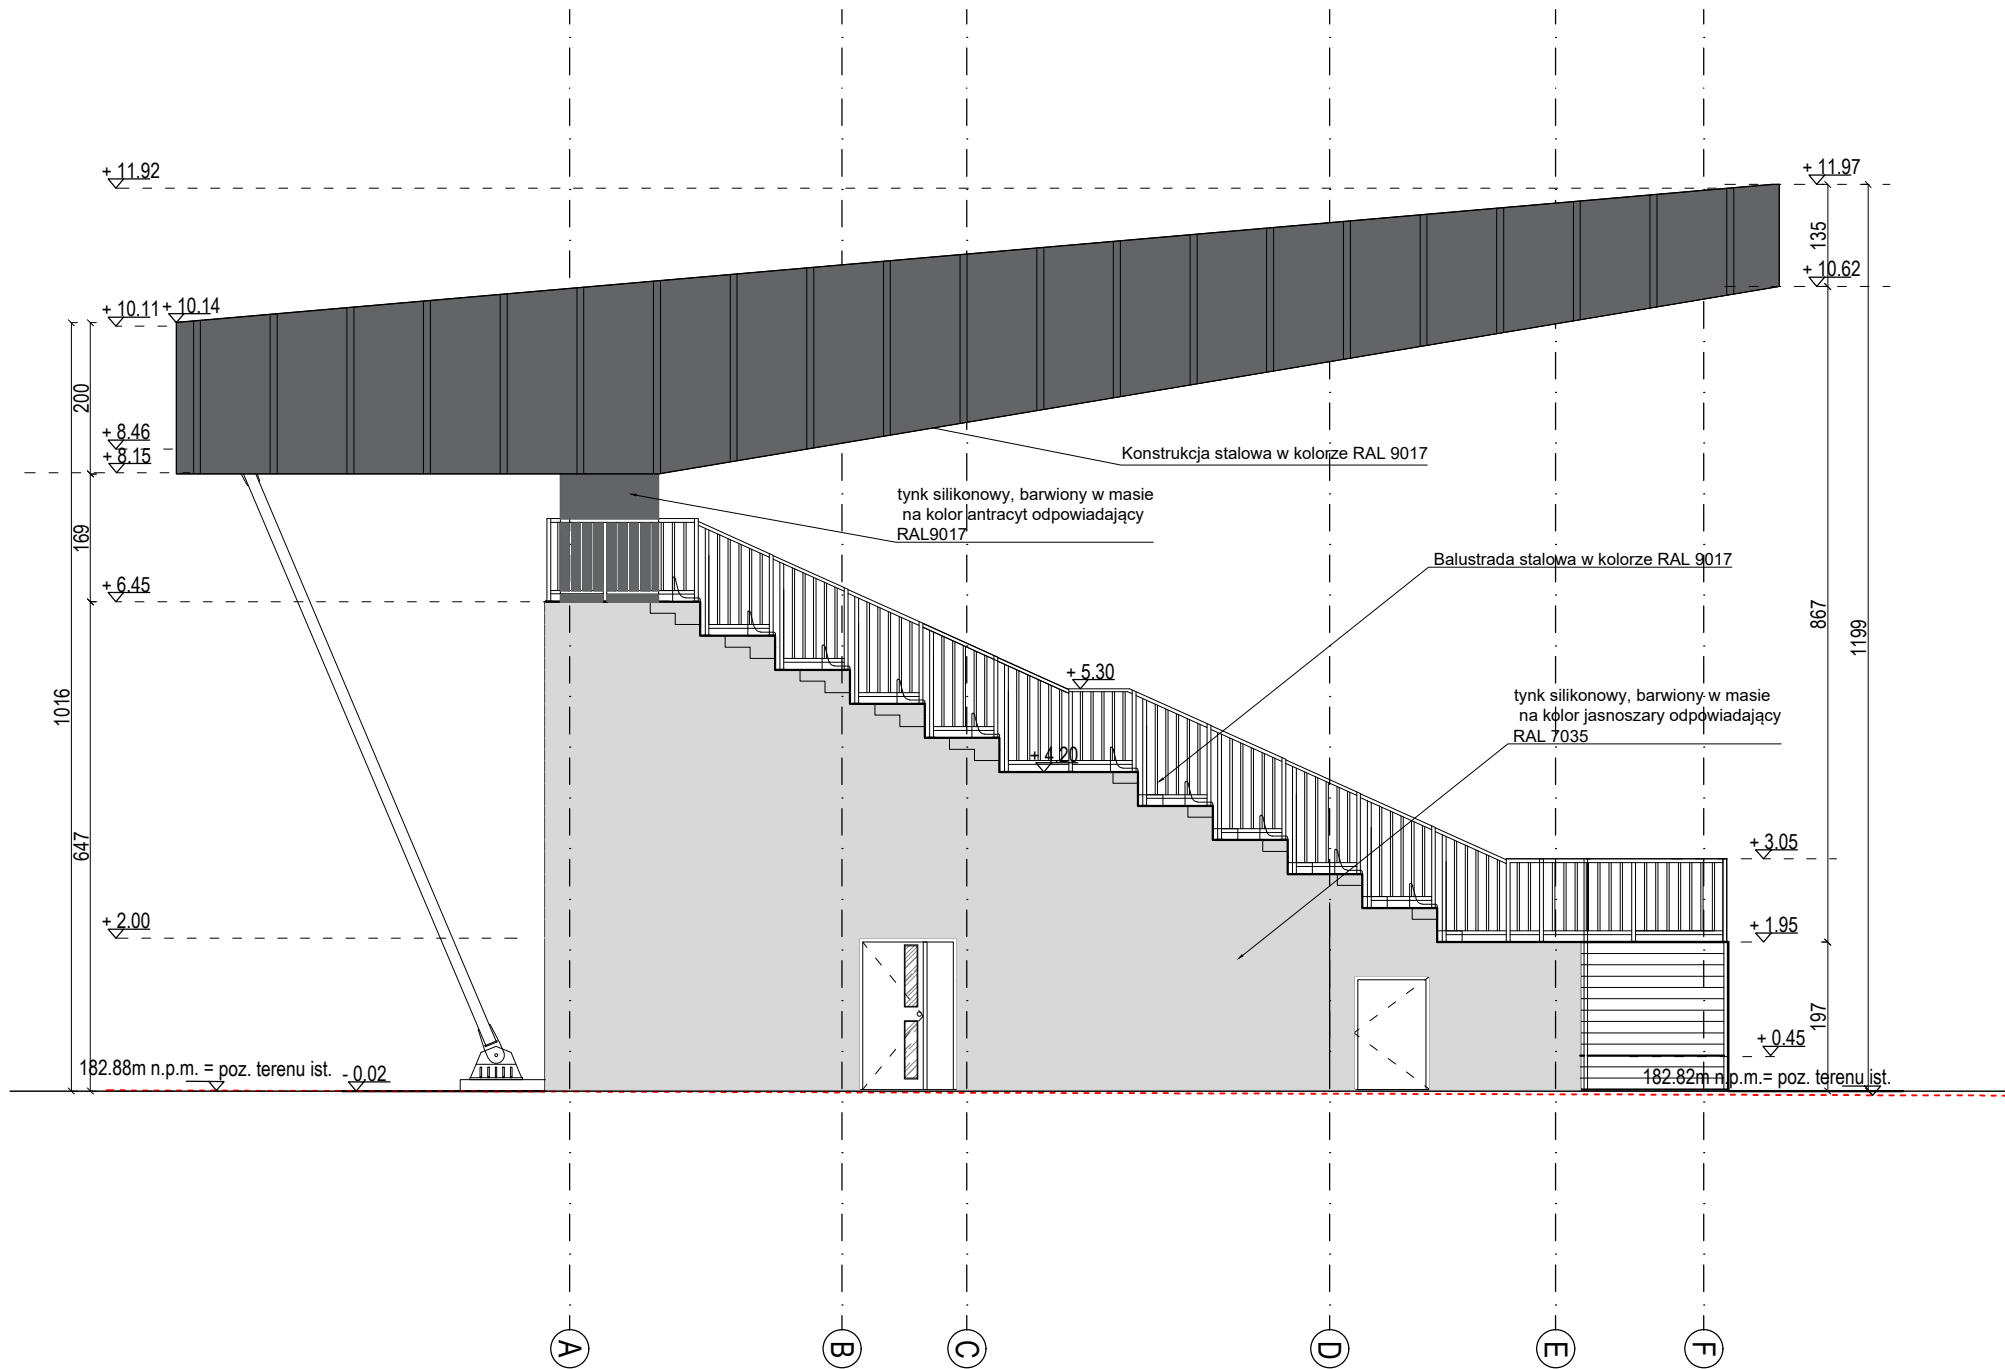 + 11.92
+ 11.97
135
+ 10.62
+ 10.11
+ 10.14
200
+ 8.46
+ 8.15
Konstrukcja stalowa w kolorze RAL 9017
tynk silikonowy, barwiony w masie
na kolor antracyt odpowiadający
RAL9017
169
Balustrada stalowa w kolorze RAL 9017
+ 6.45
867
1199
+ 5.30
tynk silikonowy, barwiony w masie
na kolor jasnoszary odpowiadający
RAL 7035
1016
+ 4.20
647
+ 3.05
+ 2.00
+ 1.95
197
+ 0.45
182.88m n.p.m. = poz. terenu ist.
- 0.02
182.82m n.p.m.= poz. terenu ist.
A
B
C
D
E
F